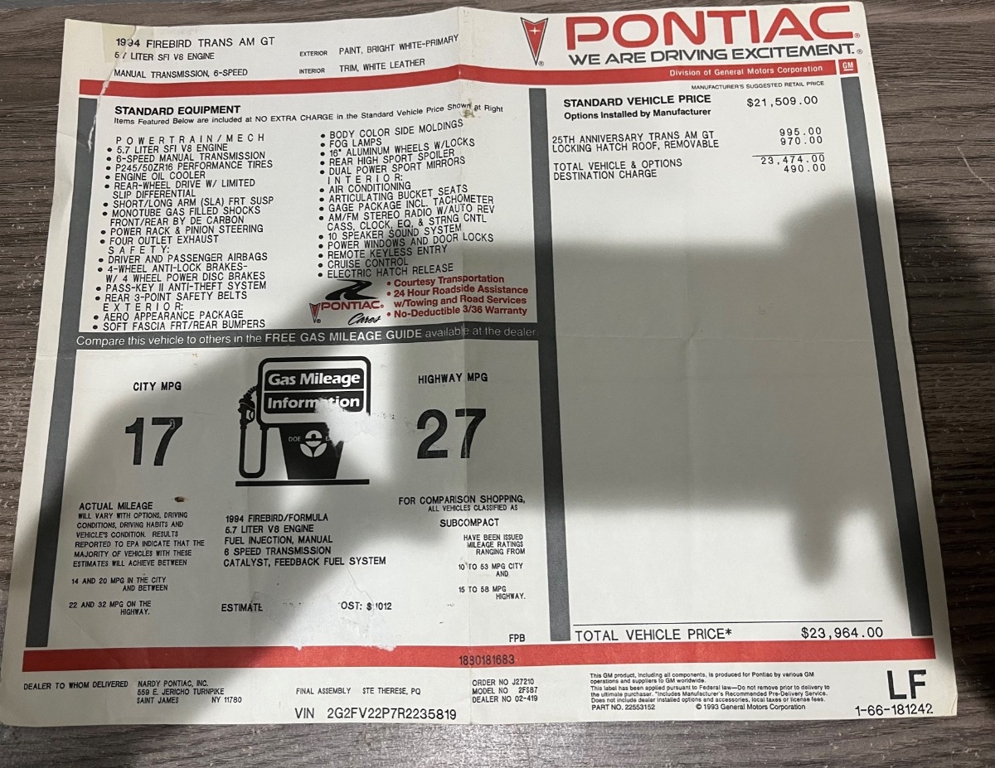 1994 FIREBIRD TRANS AM GT
5.7 LITER SFI V8 ENGINE
MANUAL TRANSMISSION, 6-SPEED
EXTERIOR PAINT, BRIGHT WHITE-PRIMARY
INTERIOR TRIM, WHITE LEATHER
PONTIAC®
WE ARE DRIVING EXCITEMENT.®
Division of General Motors Corporation GM
STANDARD EQUIPMENT
Items Featured Below are included at NO EXTRA CHARGE in the Standard Vehicle Price Shown at Right
POWERTRAIN/MECH
• 5.7 LITER SFI V8 ENGINE
• 6-SPEED MANUAL TRANSMISSION
• P245/50ZR16 PERFORMANCE TIRES
• ENGINE OIL COOLER
• REAR-WHEEL DRIVE W/ LIMITED
SLIP DIFFERENTIAL
• SHORT/LONG ARM (SLA) FRT SUSP
• MONOTUBE GAS FILLED SHOCKS
FRONT/REAR BY DE CARBON
• POWER RACK & PINION STEERING
• FOUR OUTLET EXHAUST
SAFETY:
• DRIVER AND PASSENGER AIRBAGS
• 4-WHEEL ANTI-LOCK BRAKES-
W/ 4 WHEEL POWER DISC BRAKES
• PASS-KEY II ANTI-THEFT SYSTEM
• REAR 3-POINT SAFETY BELTS
EXTERIOR:
• AERO APPEARANCE PACKAGE
• SOFT FASCIA FRT/REAR BUMPERS
• BODY COLOR SIDE MOLDINGS
• FOG LAMPS
• 16" ALUMINUM WHEELS W/LOCKS
• REAR HIGH SPORT SPOILER
• DUAL POWER SPORT MIRRORS
INTERIOR:
• AIR CONDITIONING
• ARTICULATING BUCKET SEATS
• GAGE PACKAGE INCL. TACHOMETER
• AM/FM STEREO RADIO W/AUTO REV
CASS, CLOCK, EQ, & STRNG CNTL
• 10 SPEAKER SOUND SYSTEM
• POWER WINDOWS AND DOOR LOCKS
• REMOTE KEYLESS ENTRY
• CRUISE CONTROL
• ELECTRIC HATCH RELEASE
PONTIAC Cares
• Courtesy Transportation
• 24 Hour Roadside Assistance
w/Towing and Road Services
• No-Deductible 3/36 Warranty
MANUFACTURER'S SUGGESTED RETAIL PRICE
STANDARD VEHICLE PRICE $21,509.00
Options Installed by Manufacturer
25TH ANNIVERSARY TRANS AM GT 995.00
LOCKING HATCH ROOF, REMOVABLE 970.00
TOTAL VEHICLE & OPTIONS 23,474.00
DESTINATION CHARGE 490.00
Compare this vehicle to others in the FREE GAS MILEAGE GUIDE available at the dealer.
CITY MPG
17
Gas Mileage
Information
DOE
HIGHWAY MPG
27
ACTUAL MILEAGE
WILL VARY WITH OPTIONS, DRIVING
CONDITIONS, DRIVING HABITS AND
VEHICLE'S CONDITION. RESULTS
REPORTED TO EPA INDICATE THAT THE
MAJORITY OF VEHICLES WITH THESE
ESTIMATES WILL ACHIEVE BETWEEN
14 AND 20 MPG IN THE CITY
AND BETWEEN
22 AND 32 MPG ON THE
HIGHWAY.
1994 FIREBIRD/FORMULA
5.7 LITER V8 ENGINE
FUEL INJECTION, MANUAL
6 SPEED TRANSMISSION
CATALYST, FEEDBACK FUEL SYSTEM
ESTIMATE OST: $1012
FOR COMPARISON SHOPPING,
ALL VEHICLES CLASSIFIED AS
SUBCOMPACT
HAVE BEEN ISSUED
MILEAGE RATINGS
RANGING FROM
10 TO 53 MPG CITY
AND
15 TO 58 MPG
HIGHWAY.
FPB
TOTAL VEHICLE PRICE* $23,964.00
1880181683
DEALER TO WHOM DELIVERED
NARDY PONTIAC, INC.
559 E. JERICHO TURNPIKE
SAINT JAMES NY 11780
FINAL ASSEMBLY STE THERESE, PQ
VIN 2G2FV22P7R2235819
ORDER NO J27210
MODEL NO 2FS87
DEALER NO 02-419
This GM product, including all components, is produced for Pontiac by various GM
operations and suppliers to GM worldwide.
This label has been applied pursuant to Federal law—Do not remove prior to delivery to
the ultimate purchaser. *Includes Manufacturer's Recommended Pre-Delivery Service.
Does not include dealer installed options and accessories, local taxes or license fees.
PART NO. 22553152 © 1993 General Motors Corporation
LF
1-66-181242